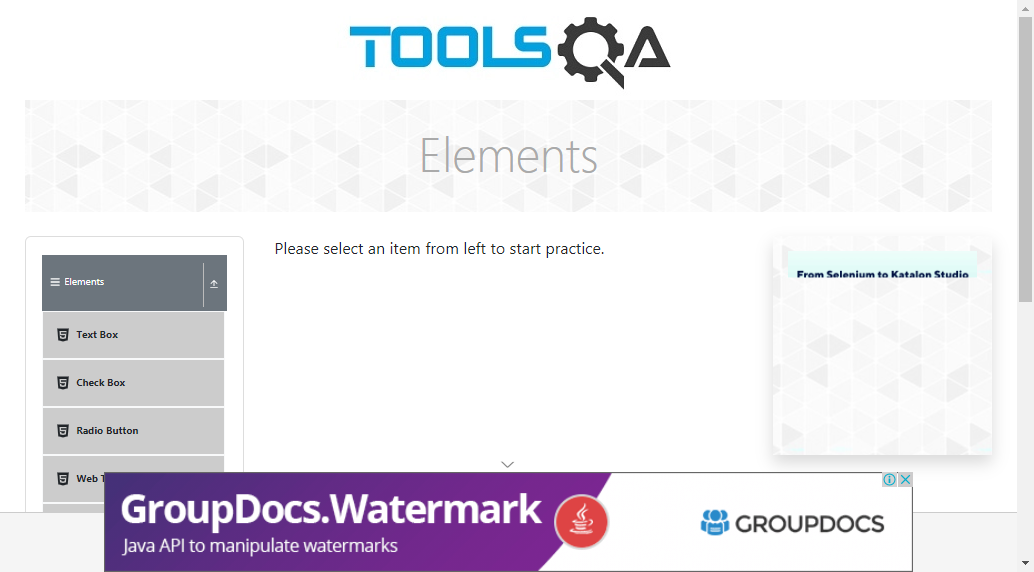 TOOLSQA
Elements
Elements
Please select an item from left to start practice.
From Selenium to Katalon Studio
Text Box
Check Box
Radio Button
Web T
GroupDocs.Watermark
Java API to manipulate watermarks
GROUPDOCS